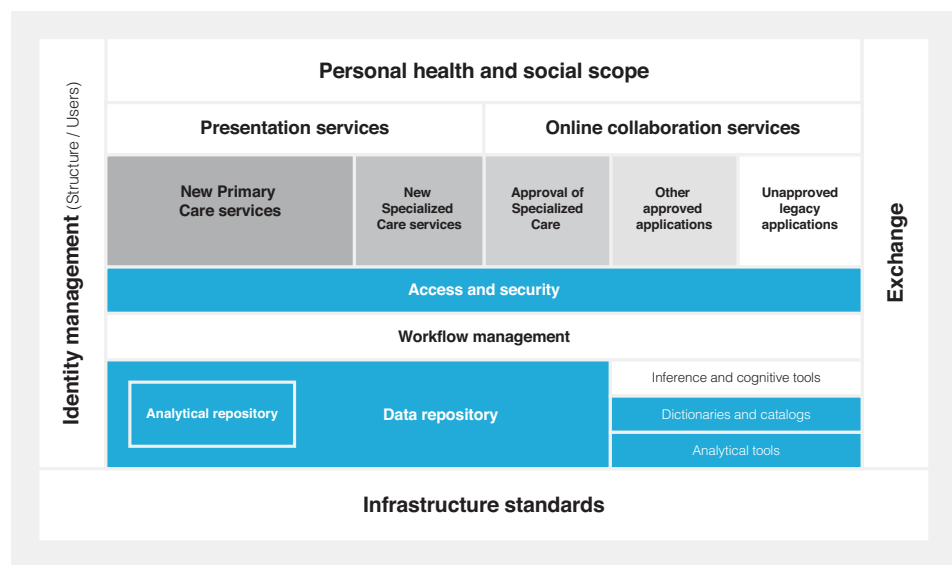 Personal health and social scope
Identity management (Structure / Users)
Presentation services
Online collaboration services
New Primary
Care services
New
Specialized
Care services
Approval of
Specialized
Care
Other
approved
applications
Unapproved
legacy
applications
Exchange
Access and security
Workflow management
Analytical repository
Data repository
Inference and cognitive tools
Dictionaries and catalogs
Analytical tools
Infrastructure standards